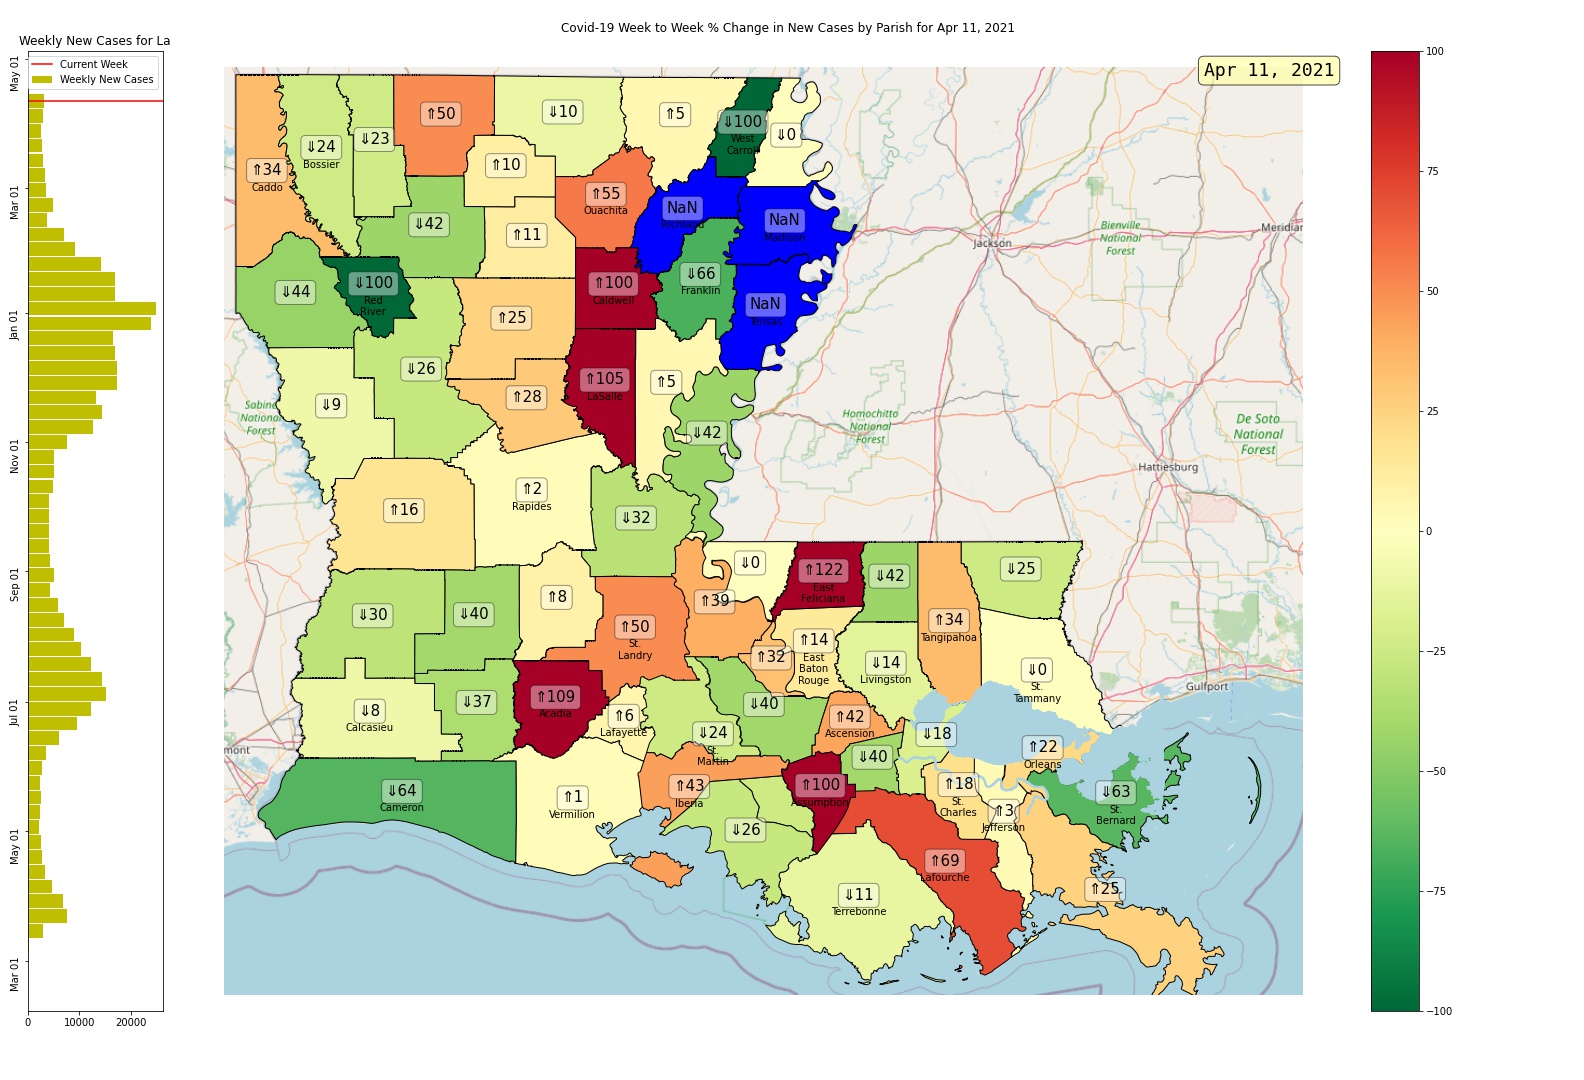 Covid-19 Week to Week % Change in New Cases by Parish for Apr 11, 2021
Weekly New Cases for La
Current Week
Weekly New Cases
May 01
Mar 01
Jan 01
Nov 01
Sep 01
Jul 01
May 01
Mar 01
0
10000
20000
Apr 11, 2021
⇑34
Caddo
⇓24
Bossier
⇓23
⇑50
⇓10
⇑5
⇓100
West
Carroll
⇓0
⇑10
⇑55
Ouachita
NaN
Richland
NaN
Madison
⇓42
⇑11
⇓44
⇓100
Red
River
⇑100
Caldwell
⇓66
Franklin
NaN
Tensas
⇑25
⇓26
⇑105
LaSalle
⇑5
⇓9
⇑28
⇓42
⇑16
⇑2
Rapides
⇓32
⇓0
⇑122
East
Feliciana
⇓42
⇓25
⇓30
⇓40
⇑8
⇑39
⇑50
St.
Landry
⇑34
Tangipahoa
⇑14
East
Baton
Rouge
⇑32
⇓14
Livingston
⇓0
St.
Tammany
⇓8
Calcasieu
⇓37
⇑109
Acadia
⇑6
Lafayette
⇓40
⇓24
St.
Martin
⇑42
Ascension
⇓18
⇓40
⇑22
Orleans
⇓64
Cameron
⇑1
Vermilion
⇑43
Iberia
⇑100
Assumption
⇑18
St.
Charles
⇑3
Jefferson
⇓63
St.
Bernard
⇓26
⇑69
Lafourche
⇓11
Terrebonne
⇑25
Jackson
Bienville
National
Forest
Meridian
Sabine
National
Forest
Homochitto
National
Forest
De Soto
National
Forest
Hattiesburg
Gulfport
mont
100
75
50
25
0
−25
−50
−75
−100